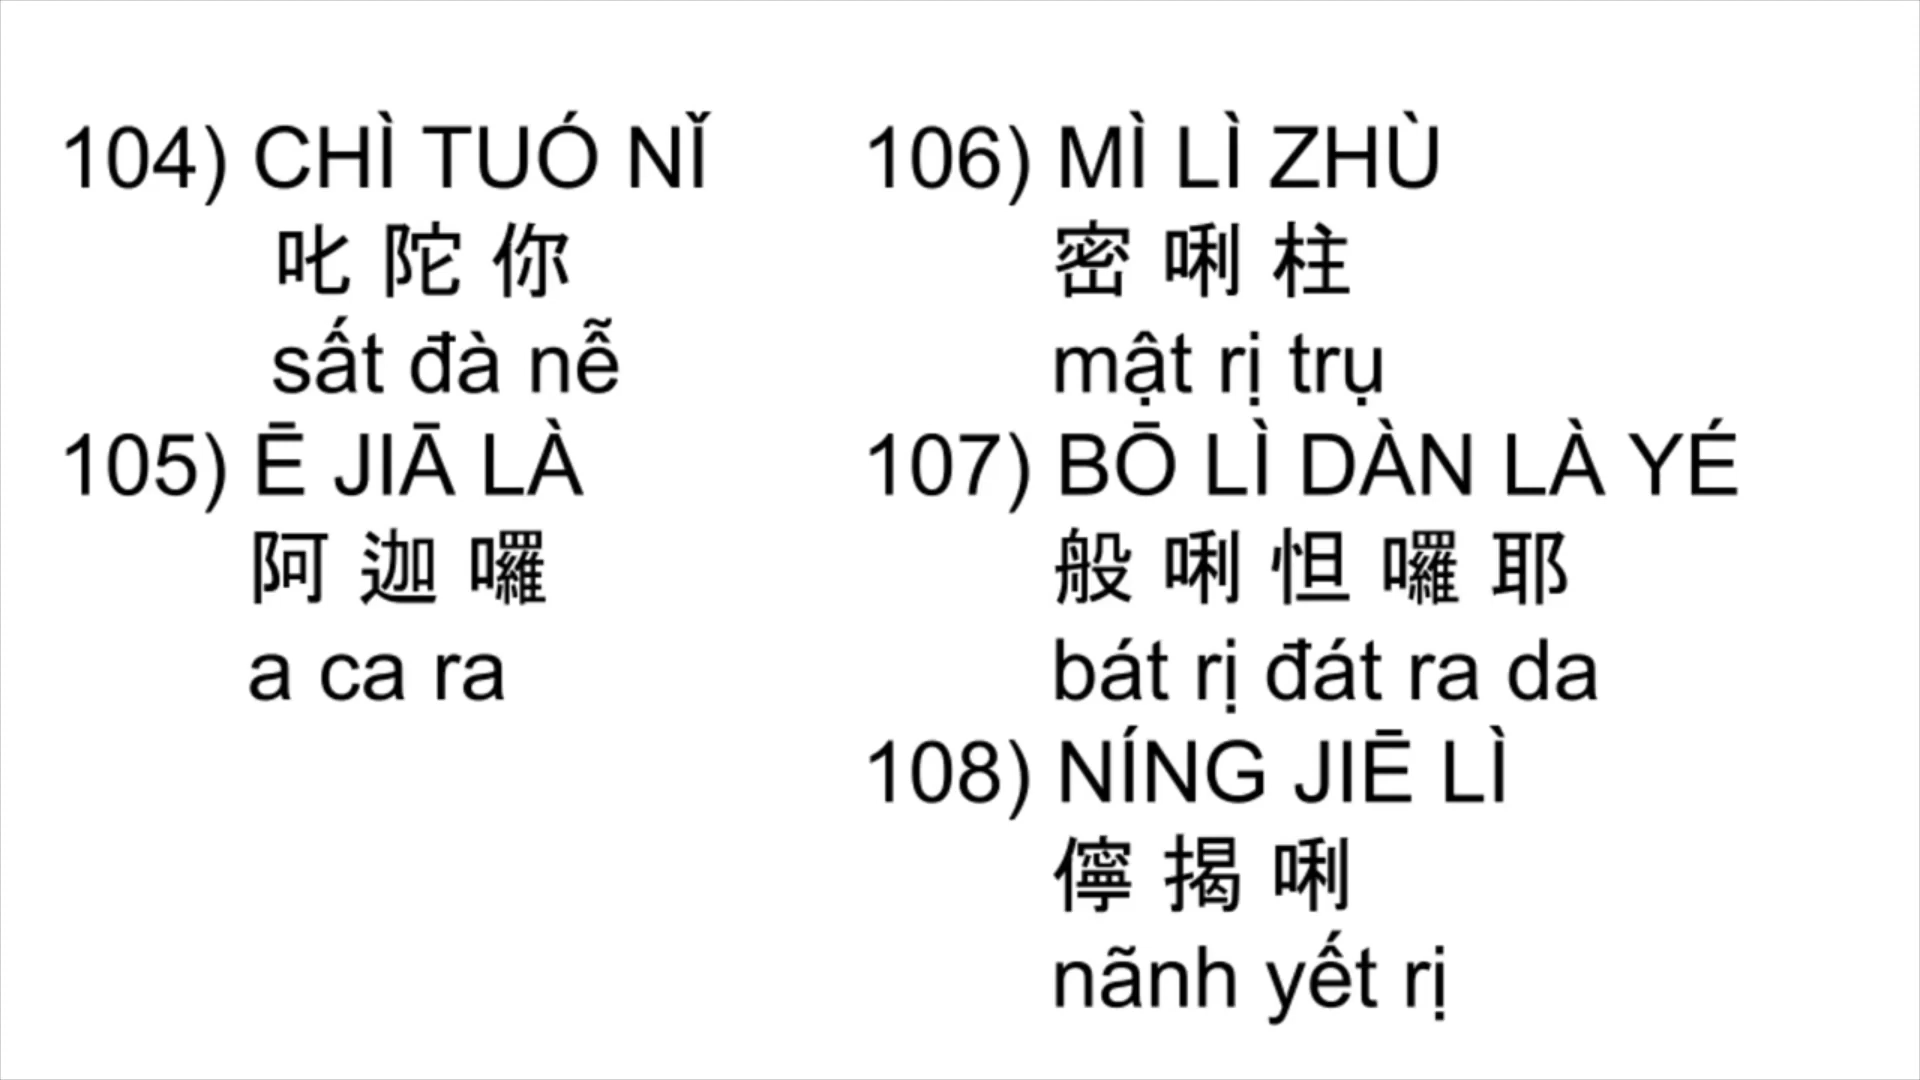 104) CHÌ TUÓ NǏ
叱 陀 你
sất đà nễ
105) Ē JIĀ LÀ
阿 迦 囉
a ca ra
106) MÌ LÌ ZHÙ
密 唎 柱
mật rị trụ
107) BŌ LÌ DÀN LÀ YÉ
般 唎 怛 囉 耶
bát rị đát ra da
108) NÍNG JIĒ LÌ
儜 揭 唎
nãnh yết rị